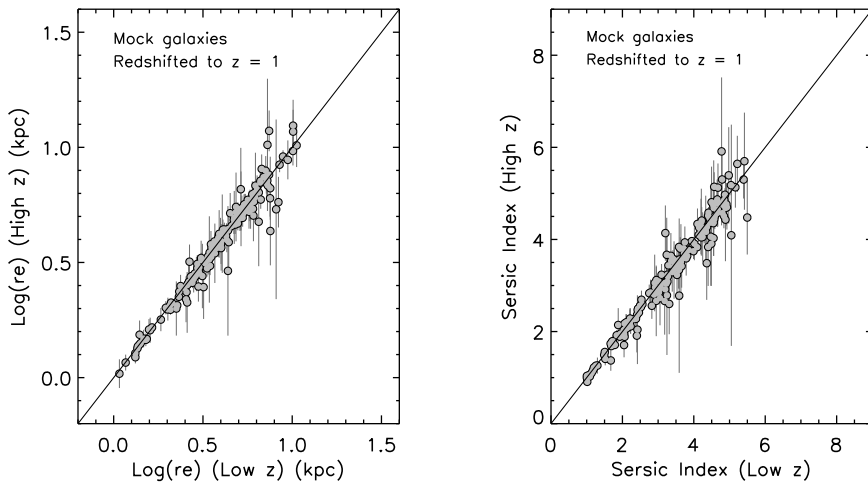 Mock galaxies
Redshifted to z = 1
1.5
1.0
0.5
0.0
Log(re) (High z) (kpc)
0.0 0.5 1.0 1.5
Log(re) (Low z) (kpc)
Mock galaxies
Redshifted to z = 1
8
6
4
2
0
Sersic Index (High z)
0 2 4 6 8
Sersic Index (Low z)